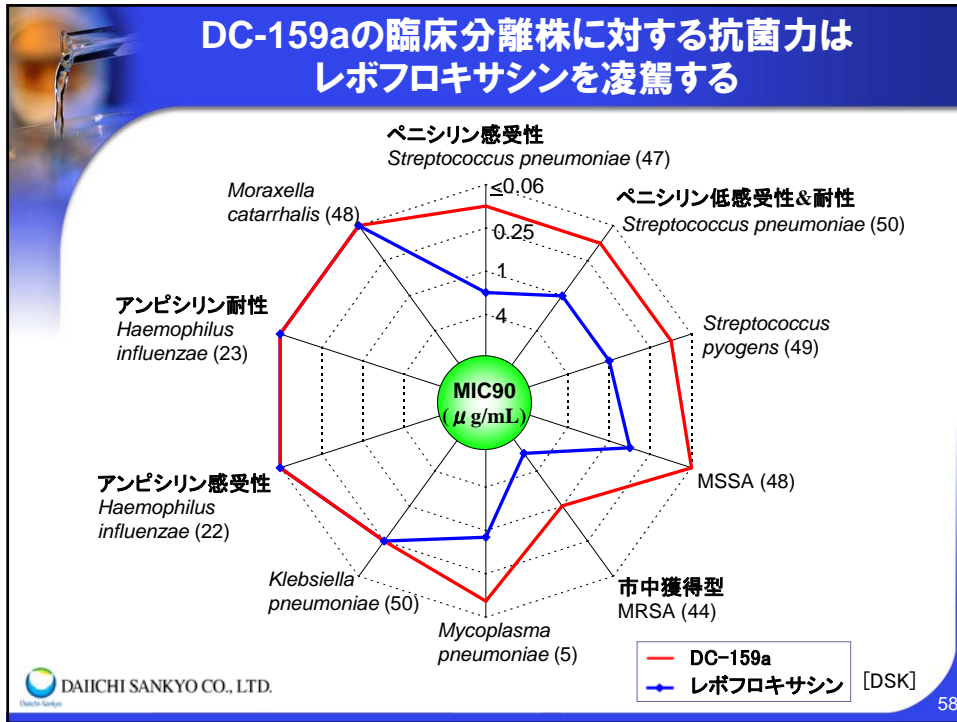 DC-159aの臨床分離株に対する抗菌力は
レボフロキサシンを凌駕する
ペニシリン感受性
Streptococcus pneumoniae (47)
ペニシリン低感受性&耐性
Streptococcus pneumoniae (50)
Streptococcus
pyogens (49)
MSSA (48)
市中獲得型
MRSA (44)
Mycoplasma
pneumoniae (5)
Klebsiella
pneumoniae (50)
アンピシリン感受性
Haemophilus
influenzae (22)
アンピシリン耐性
Haemophilus
influenzae (23)
Moraxella
catarrhalis (48)
≤0.06
0.25
1
4
MIC90
(μg/mL)
DC-159a
レボフロキサシン
[DSK]
Daiichi-Sankyo
DAIICHI SANKYO CO., LTD.
58